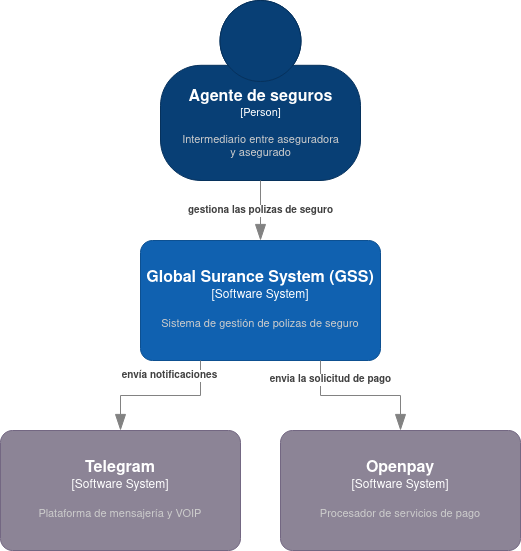 Agente de seguros
[Person]
Intermediario entre aseguradora
y asegurado
gestiona las polizas de seguro
Global Surance System (GSS)
[Software System]
Sistema de gestión de polizas de seguro
envía notificaciones
envia la solicitud de pago
Telegram
[Software System]
Plataforma de mensajería y VOIP
Openpay
[Software System]
Procesador de servicios de pago